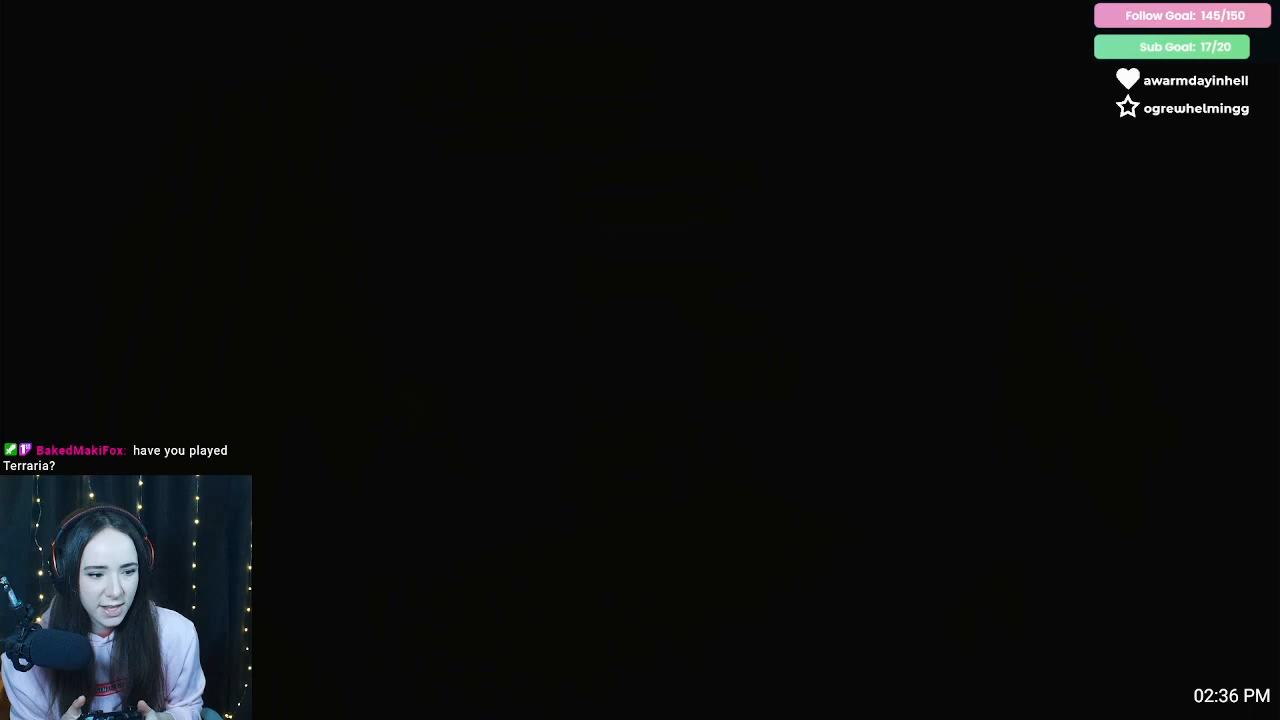 Follow Goal: 145/150
Sub Goal: 17/20
awarmdayinhell
ogrewhelmingg
BakedMakiFox: have you played
Terraria?
02:36 PM